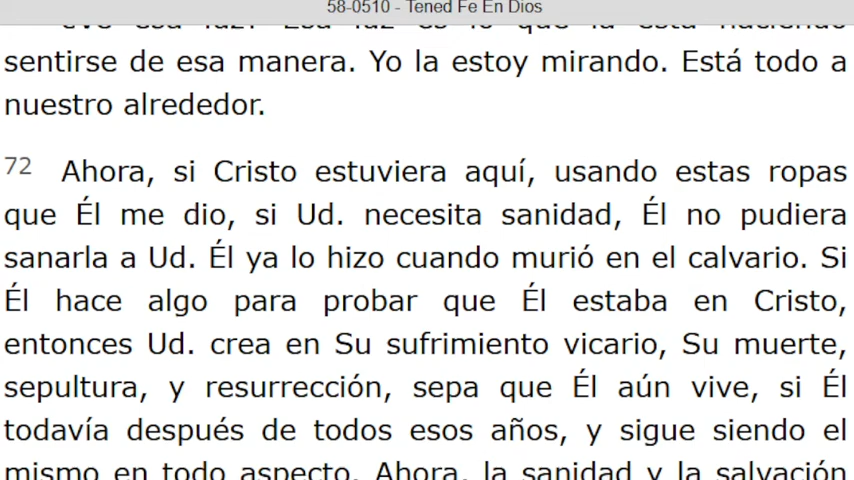 58-0510 - Tened Fe En Dios
sentirse de esa manera. Yo la estoy mirando. Está todo a
nuestro alrededor.
72 Ahora, si Cristo estuviera aquí, usando estas ropas
que Él me dio, si Ud. necesita sanidad, Él no pudiera
sanarla a Ud. Él ya lo hizo cuando murió en el calvario. Si
Él hace algo para probar que Él estaba en Cristo,
entonces Ud. crea en Su sufrimiento vicario, Su muerte,
sepultura, y resurrección, sepa que Él aún vive, si Él
todavía después de todos esos años, y sigue siendo el
mismo en todo aspecto. Ahora, la sanidad y la salvación